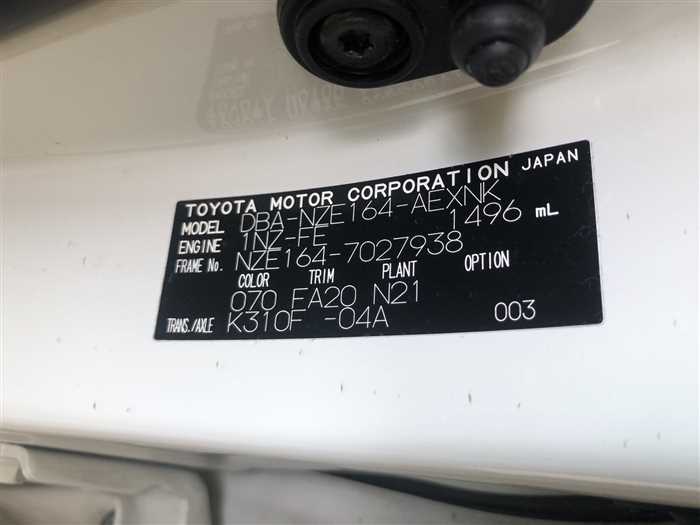 TOYOTA MOTOR CORPORATION JAPAN
MODEL DBA-NZE164-AEXNK
ENGINE 1NZ-FE 1496 mL
FRAME No. NZE164-7027938
COLOR TRIM PLANT OPTION
070 FA20 N21
TRANS./AXLE K310F -04A 003